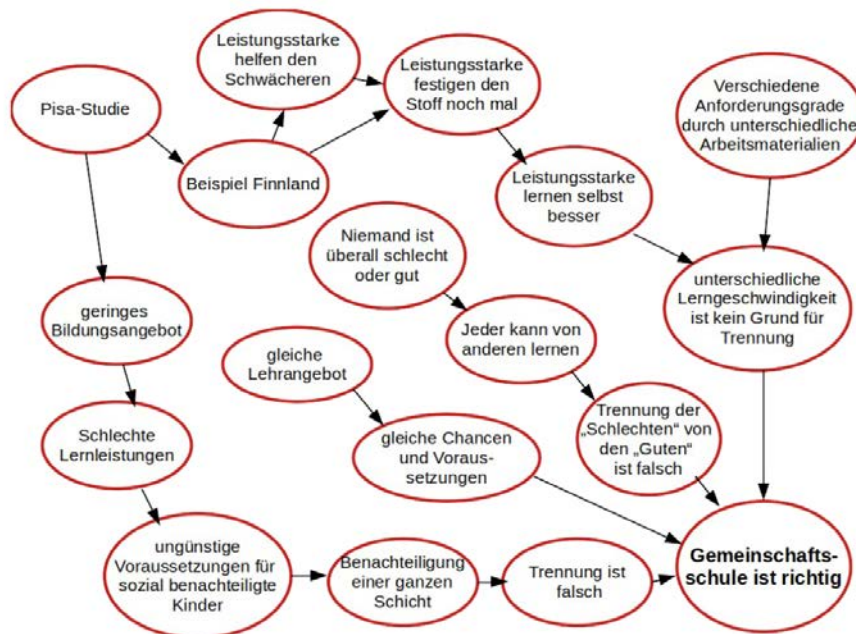 Leistungsstarke
helfen den
Schwächeren
Leistungsstarke
festigen den
Stoff noch mal
Verschiedene
Anforderungsgrade
durch unterschiedliche
Arbeitsmaterialien
Pisa-Studie
Beispiel Finnland
Leistungsstarke
lernen selbst
besser
Niemand ist
überall schlecht
oder gut
unterschiedliche
Lerngeschwindigkeit
ist kein Grund für
Trennung
geringes
Bildungsangebot
Jeder kann von
anderen lernen
gleiche
Lehrangebot
Schlechte
Lernleistungen
gleiche Chancen
und Voraus-
setzungen
Trennung der
„Schlechten“ von
den „Guten“
ist falsch
ungünstige
Voraussetzungen für
sozial benachteiligte
Kinder
Benachteiligung
einer ganzen
Schicht
Trennung ist
falsch
Gemeinschafts-
schule ist richtig